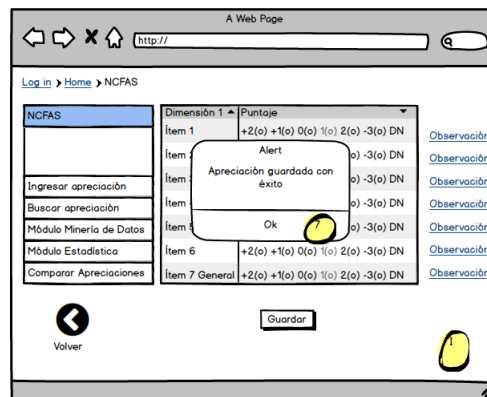 A Web Page
http://
Log in > Home > NCFAS
NCFAS
Ingresar apreciación
Buscar apreciación
Módulo Minería de Datos
Módulo Estadística
Comparar Apreciaciones
Dimensión 1 Puntaje
Ítem 1 +2(o) +1(o) 0(o) 1(o) 2(o) -3(o) DN Observación
Ítem o) -3(o) DN Observación
Ítem o) -3(o) DN Observación
Ítem o) -3(o) DN Observación
Ítem o) -3(o) DN Observación
Ítem 6 +2(o) +1(o) 0(o) 1(o) 2(o) -3(o) DN Observación
Ítem 7 General +2(o) +1(o) 0(o) 1(o) 2(o) -3(o) DN Observación
Alert
Apreciación guardada con
éxito
Ok
7
Volver
Guardar
1